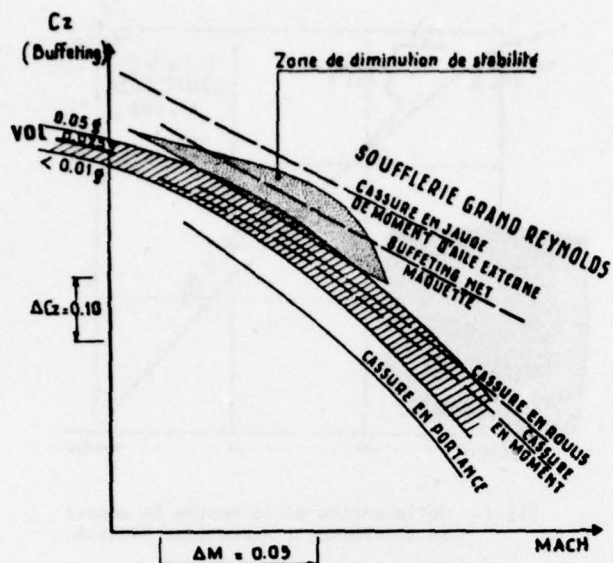 Cz
(Buffeting)
Zone de diminution de stabilité
0.05g
VOL
< 0.01g
SOUFFLERIE GRAND REYNOLDS
CASSURE EN JAUGE
DE MOMENT D'AILE EXTERNE
BUFFETING NET
MAQUETTE
ΔCz=0.10
CASSURE EN ROULIS
CASSURE
EN MOMENT
CASSURE EN PORTANCE
MACH
ΔM = 0.05